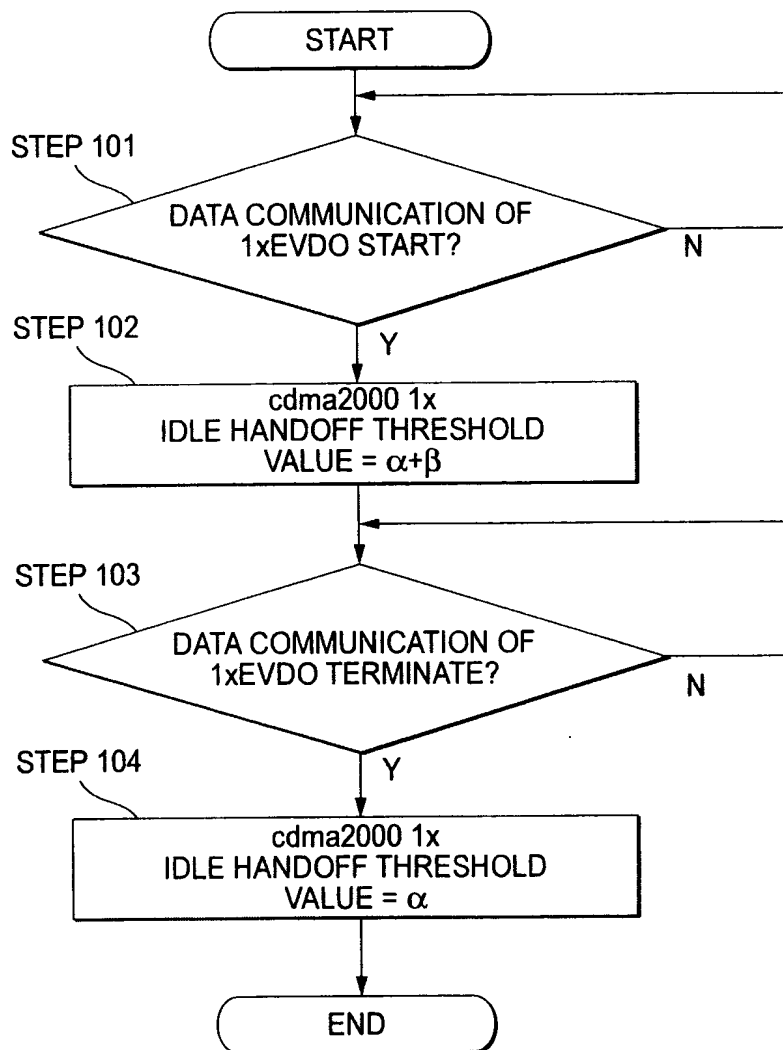 START
STEP 101
DATA COMMUNICATION OF
1xEVDO START?
N
Y
STEP 102
cdma2000 1x
IDLE HANDOFF THRESHOLD
VALUE = α+β
STEP 103
DATA COMMUNICATION OF
1xEVDO TERMINATE?
N
Y
STEP 104
cdma2000 1x
IDLE HANDOFF THRESHOLD
VALUE = α
END